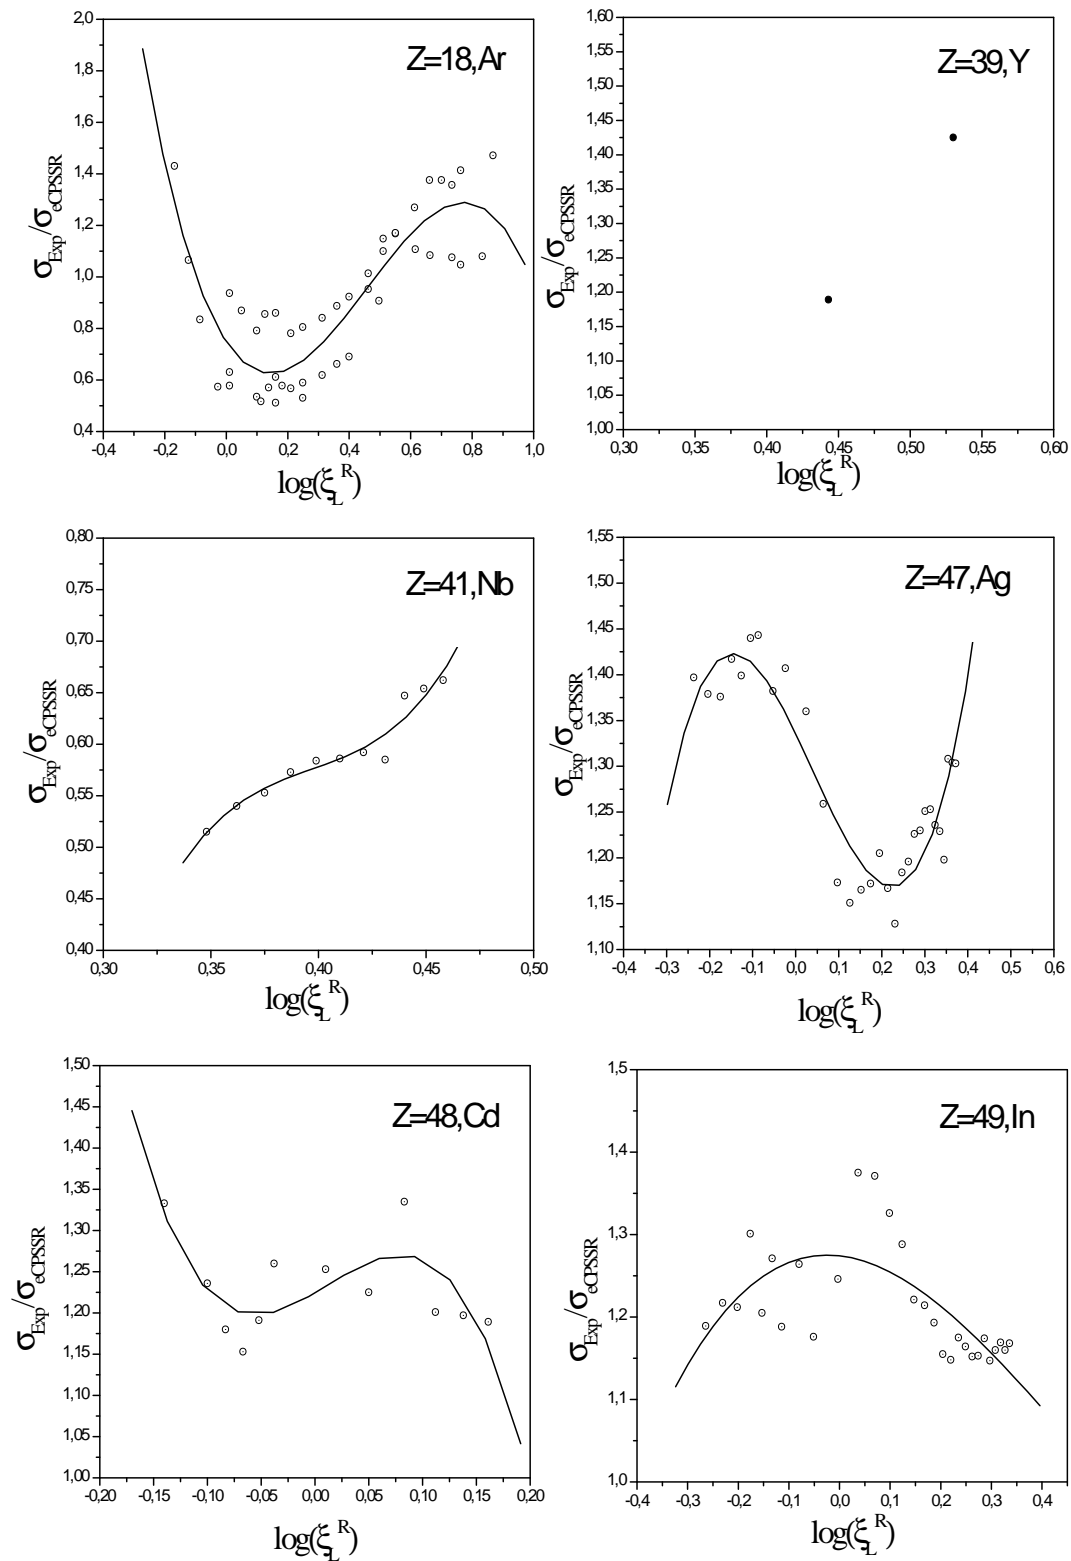 2,0
1,8
1,6
1,4
1,2
1,0
0,8
0,6
0,4
-0,4 -0,2 0,0 0,2 0,4 0,6 0,8 1,0
Z=18,Ar
σExp/σeCPSSR
log(ξLR)
1,60
1,55
1,50
1,45
1,40
1,35
1,30
1,25
1,20
1,15
1,10
1,05
1,00
0,30 0,35 0,40 0,45 0,50 0,55 0,60
Z=39,Y
σExp/σeCPSSR
log(ξLR)
0,80
0,75
0,70
0,65
0,60
0,55
0,50
0,45
0,40
0,30 0,35 0,40 0,45 0,50
Z=41,Nb
σExp/σeCPSSR
log(ξLR)
1,55
1,50
1,45
1,40
1,35
1,30
1,25
1,20
1,15
1,10
-0,4 -0,3 -0,2 -0,1 0,0 0,1 0,2 0,3 0,4 0,5 0,6
Z=47,Ag
σExp/σeCPSSR
log(ξLR)
1,50
1,45
1,40
1,35
1,30
1,25
1,20
1,15
1,10
1,05
1,00
-0,20 -0,15 -0,10 -0,05 0,00 0,05 0,10 0,15 0,20
Z=48,Cd
σExp/σeCPSSR
log(ξLR)
1,5
1,4
1,3
1,2
1,1
1,0
-0,4 -0,3 -0,2 -0,1 0,0 0,1 0,2 0,3 0,4
Z=49,In
σExp/σeCPSSR
log(ξLR)